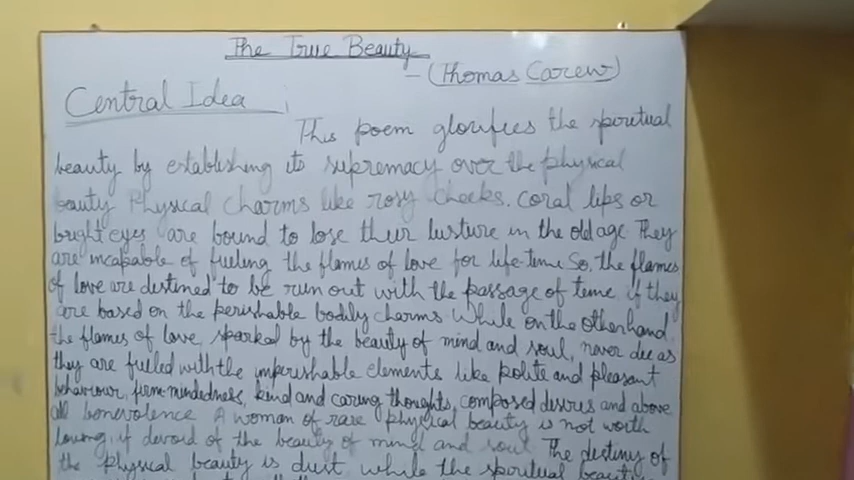 The True Beauty
- (Thomas Carew)
Central Idea
This poem glorifies the spiritual
beauty by establishing its supremacy over the physical
beauty Physical charms like rosy cheeks, coral lips or
bright eyes are bound to lose their lusture in the old age They
are incapable of fueling the flames of love for life-time So, the flames
of love are destined to be run out with the passage of time, if they
are based on the perishable bodily charms While on the other hand,
the flames of love, sparked by the beauty of mind and soul, never die as
they are fueled with the imperishable elements like polite and pleasant
behaviour, firm-mindedness, kind and caring thoughts, composed desires and above
all benevolence A woman of rare physical beauty is not worth
loving, if devoid of the beauty of mind and soul The destiny of
the physical beauty is dust, while the spiritual beauty